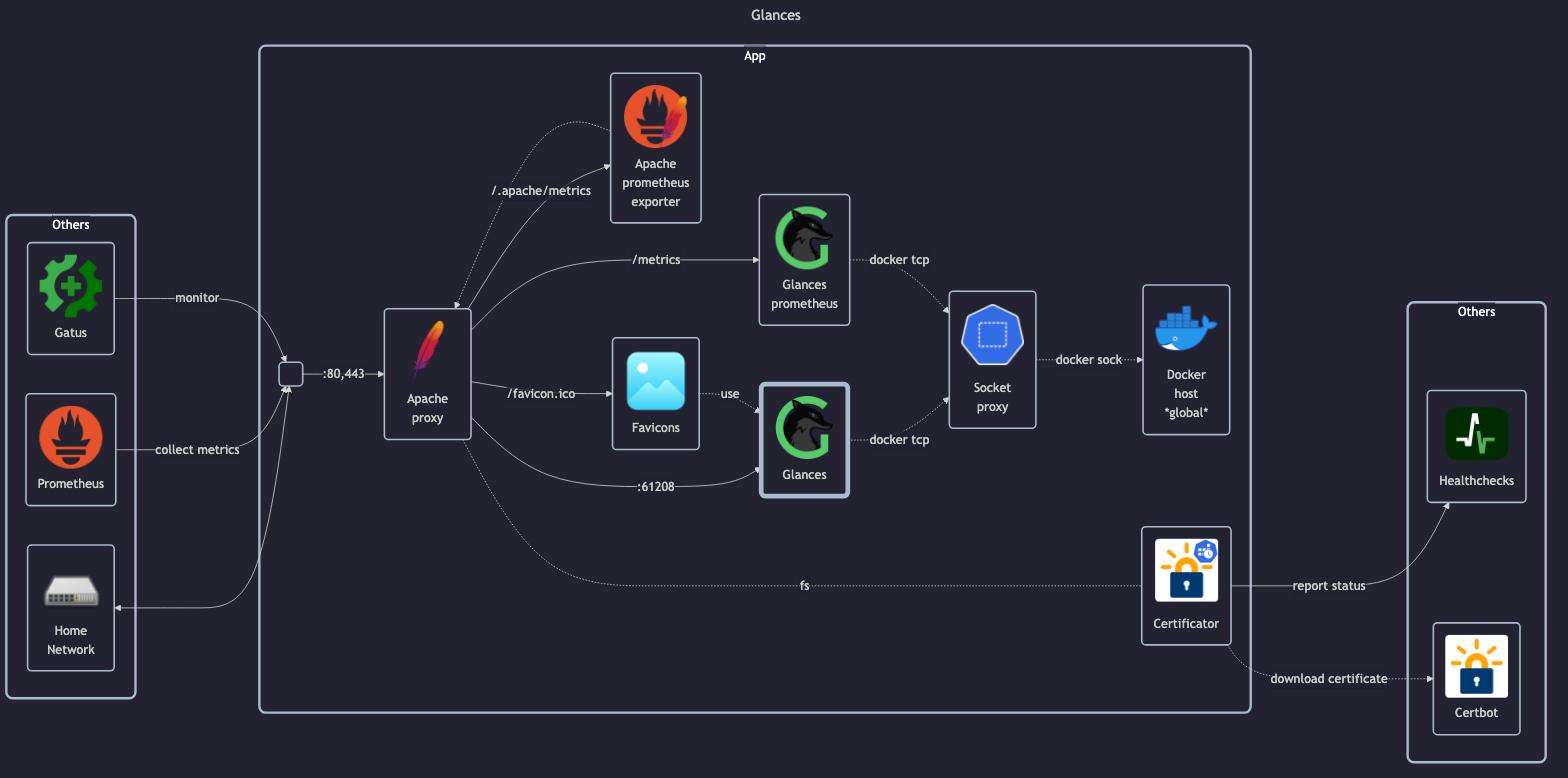 Glances
App
Others
Gatus
Prometheus
Home
Network
monitor
collect metrics
:80,443
Apache
proxy
/.apache/metrics
/metrics
/favicon.ico
:61208
fs
Apache
prometheus
exporter
Favicons
use
Glances
prometheus
Glances
docker tcp
docker tcp
Socket
proxy
docker sock
Docker
host
*global*
Certificator
report status
download certificate
Others
Healthchecks
Certbot